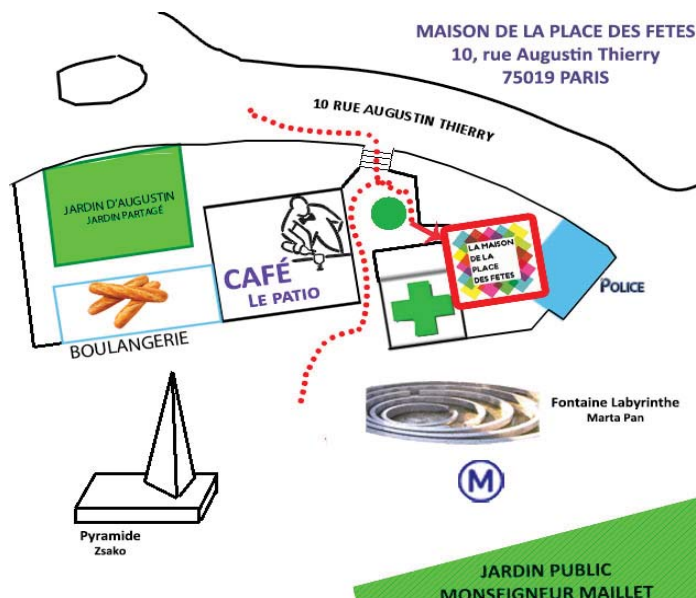 MAISON DE LA PLACE DES FETES
10, rue Augustin Thierry
75019 PARIS
10 RUE AUGUSTIN THIERRY
JARDIN D'AUGUSTIN
JARDIN PARTAGÉ
CAFÉ
LE PATIO
LA MAISON
DE LA
PLACE
DES FETES
POLICE
BOULANGERIE
Fontaine Labyrinthe
Marta Pan
M
Pyramide
Zsako
JARDIN PUBLIC
MONSEIGNEUR MAILLET